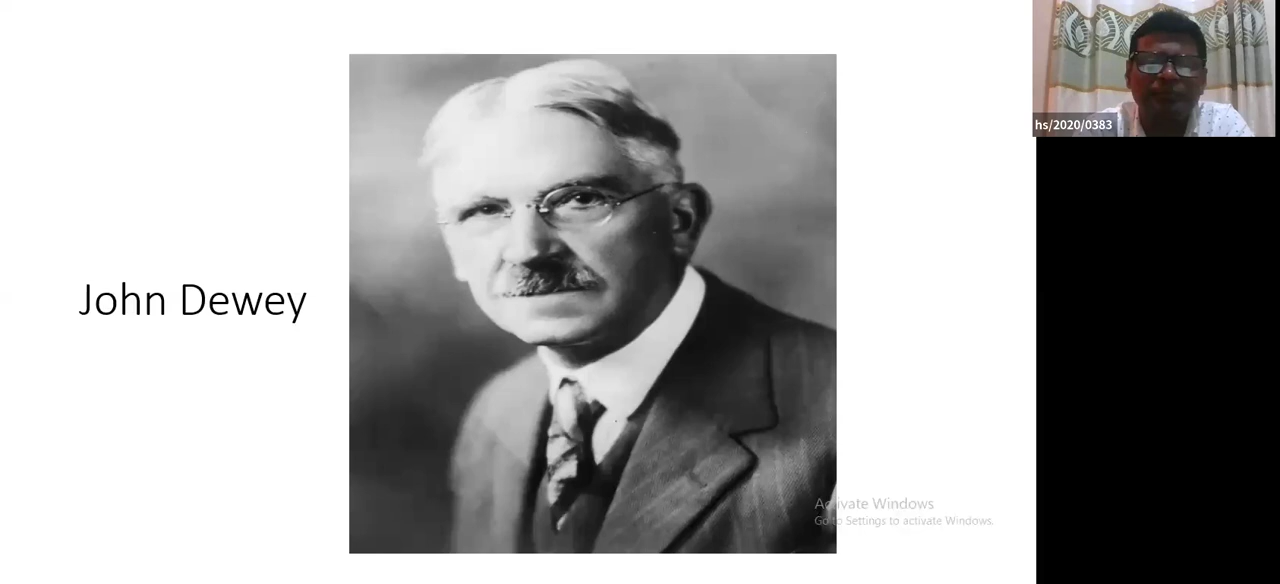 John Dewey
hs/2020/0383
Activate Windows
Go to Settings to activate Windows.